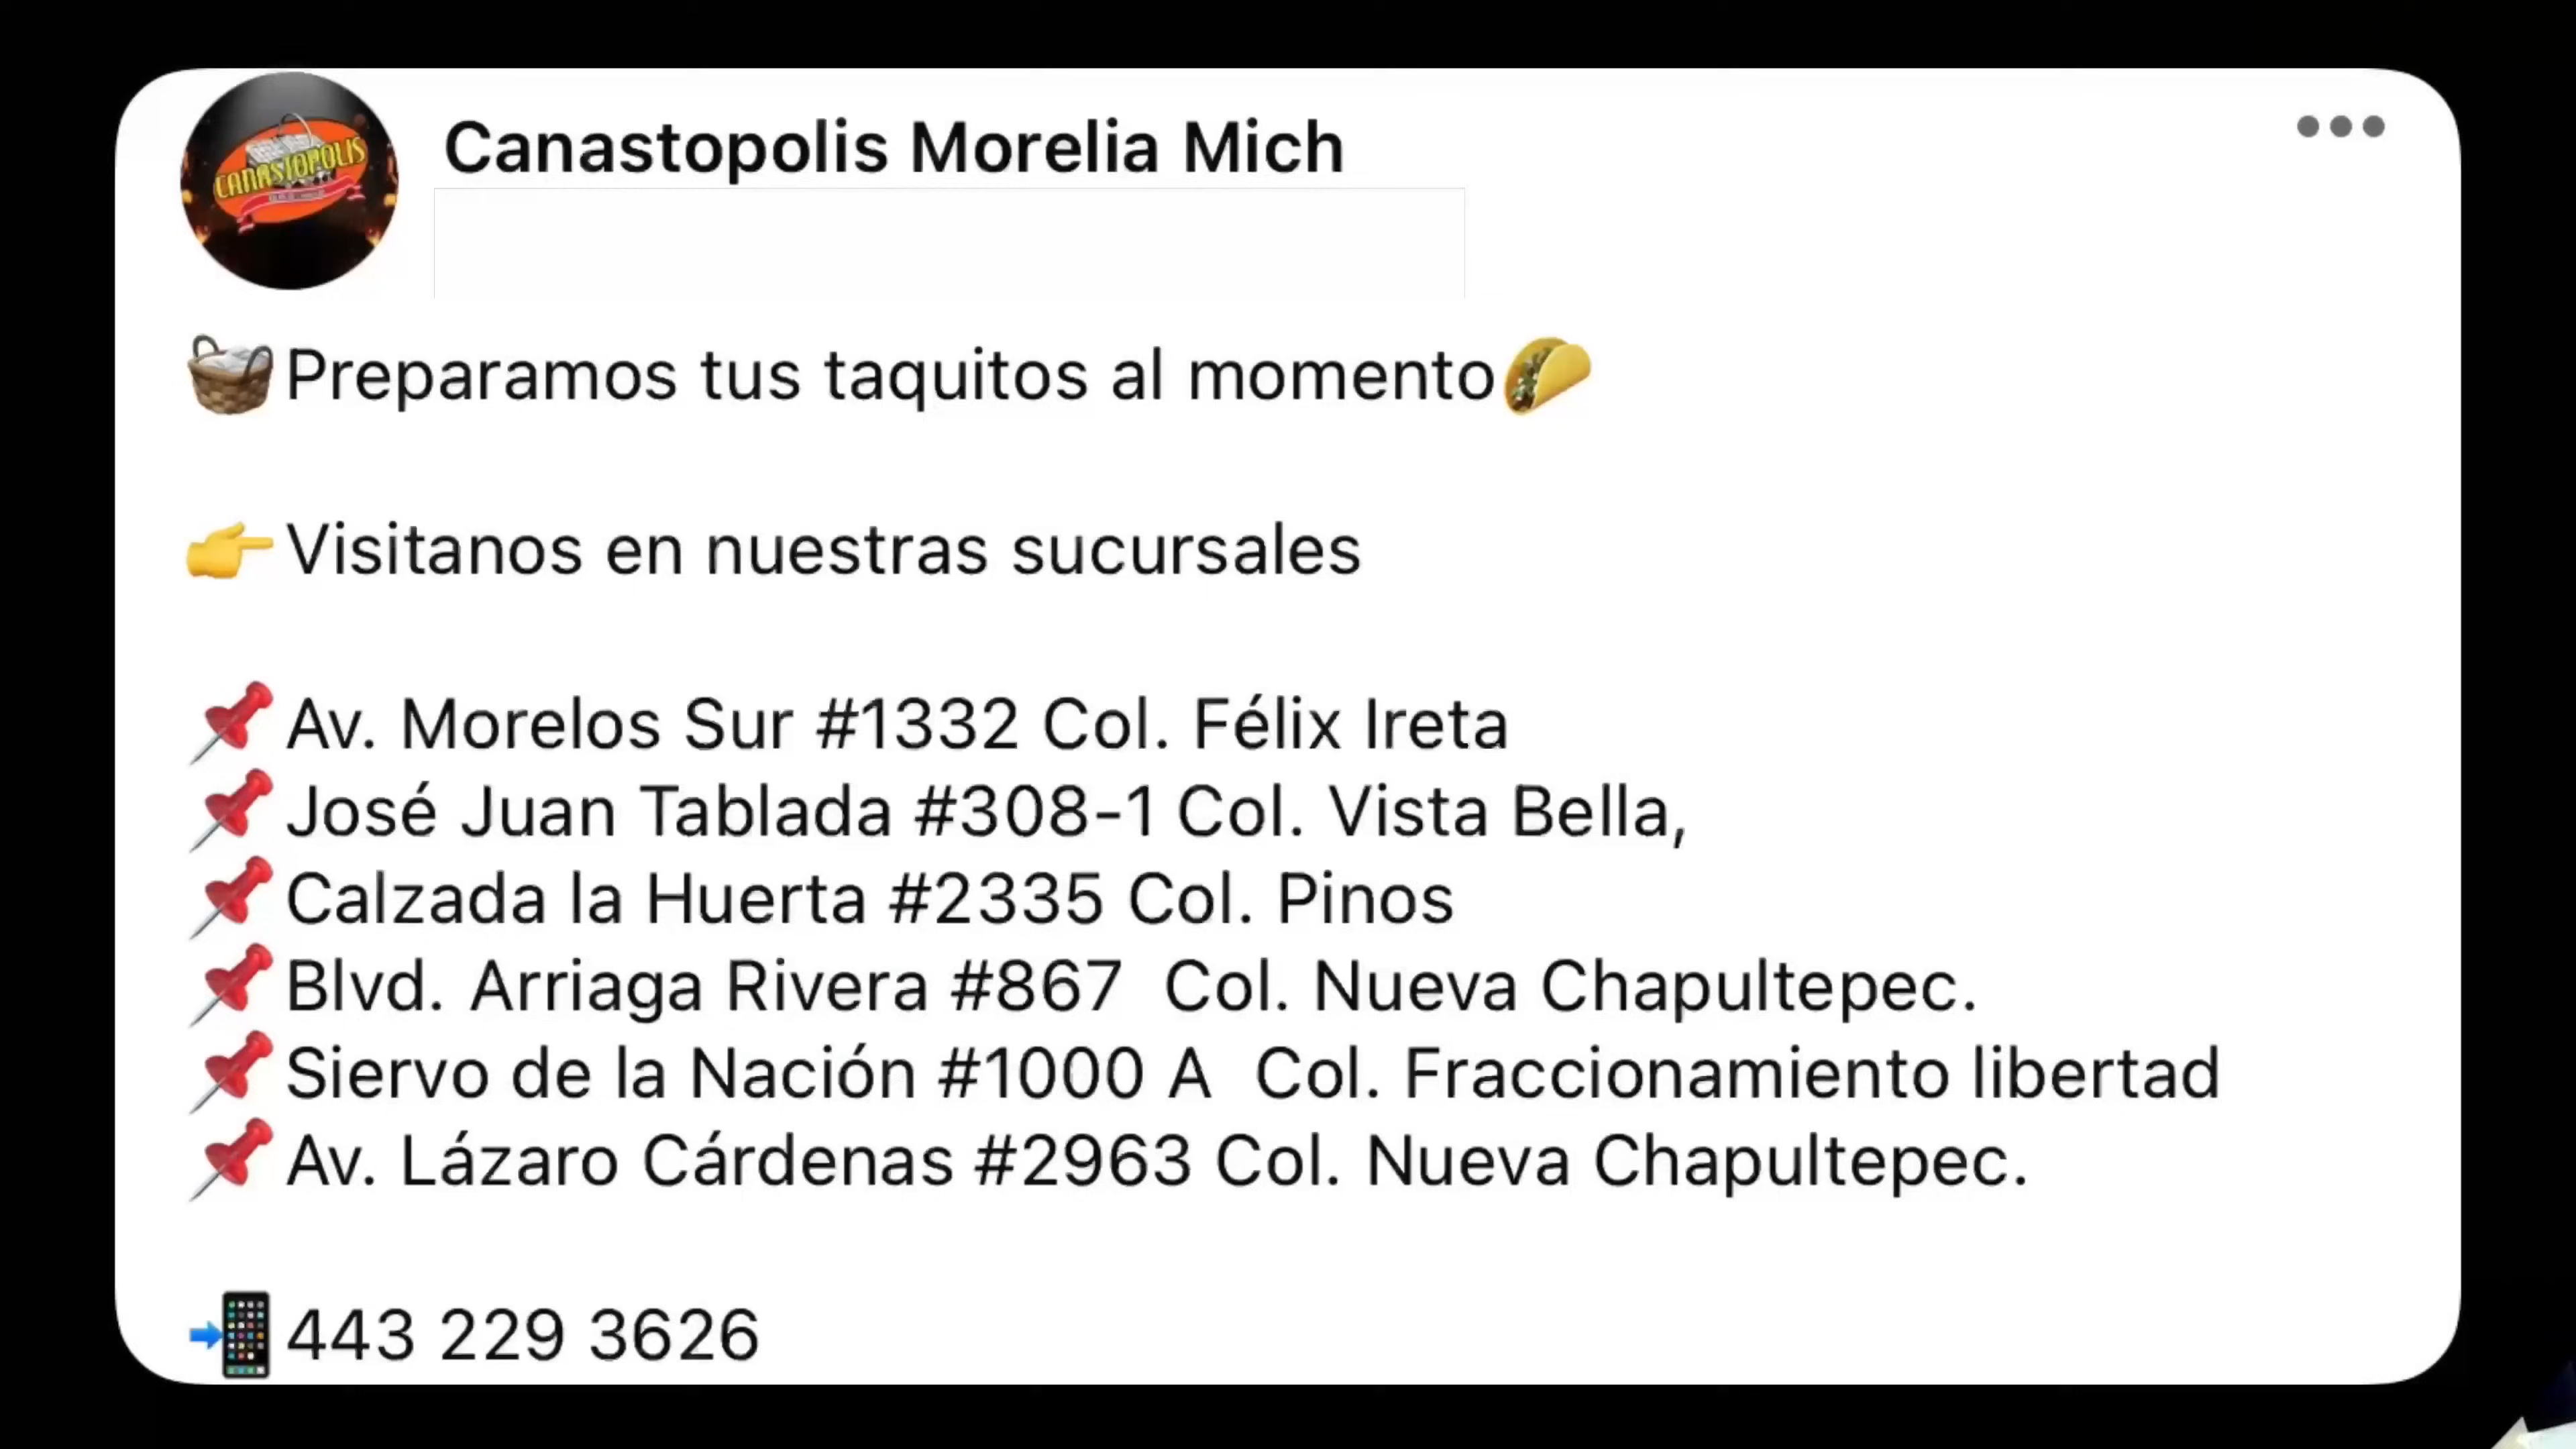 Canastopolis Morelia Mich
CANASTOPOLIS
🧺Preparamos tus taquitos al momento🌮
👉Visitanos en nuestras sucursales
📌Av. Morelos Sur #1332 Col. Félix Ireta
📌José Juan Tablada #308-1 Col. Vista Bella,
📌Calzada la Huerta #2335 Col. Pinos
📌Blvd. Arriaga Rivera #867  Col. Nueva Chapultepec.
📌Siervo de la Nación #1000 A  Col. Fraccionamiento libertad
📌Av. Lázaro Cárdenas #2963 Col. Nueva Chapultepec.
📲443 229 3626